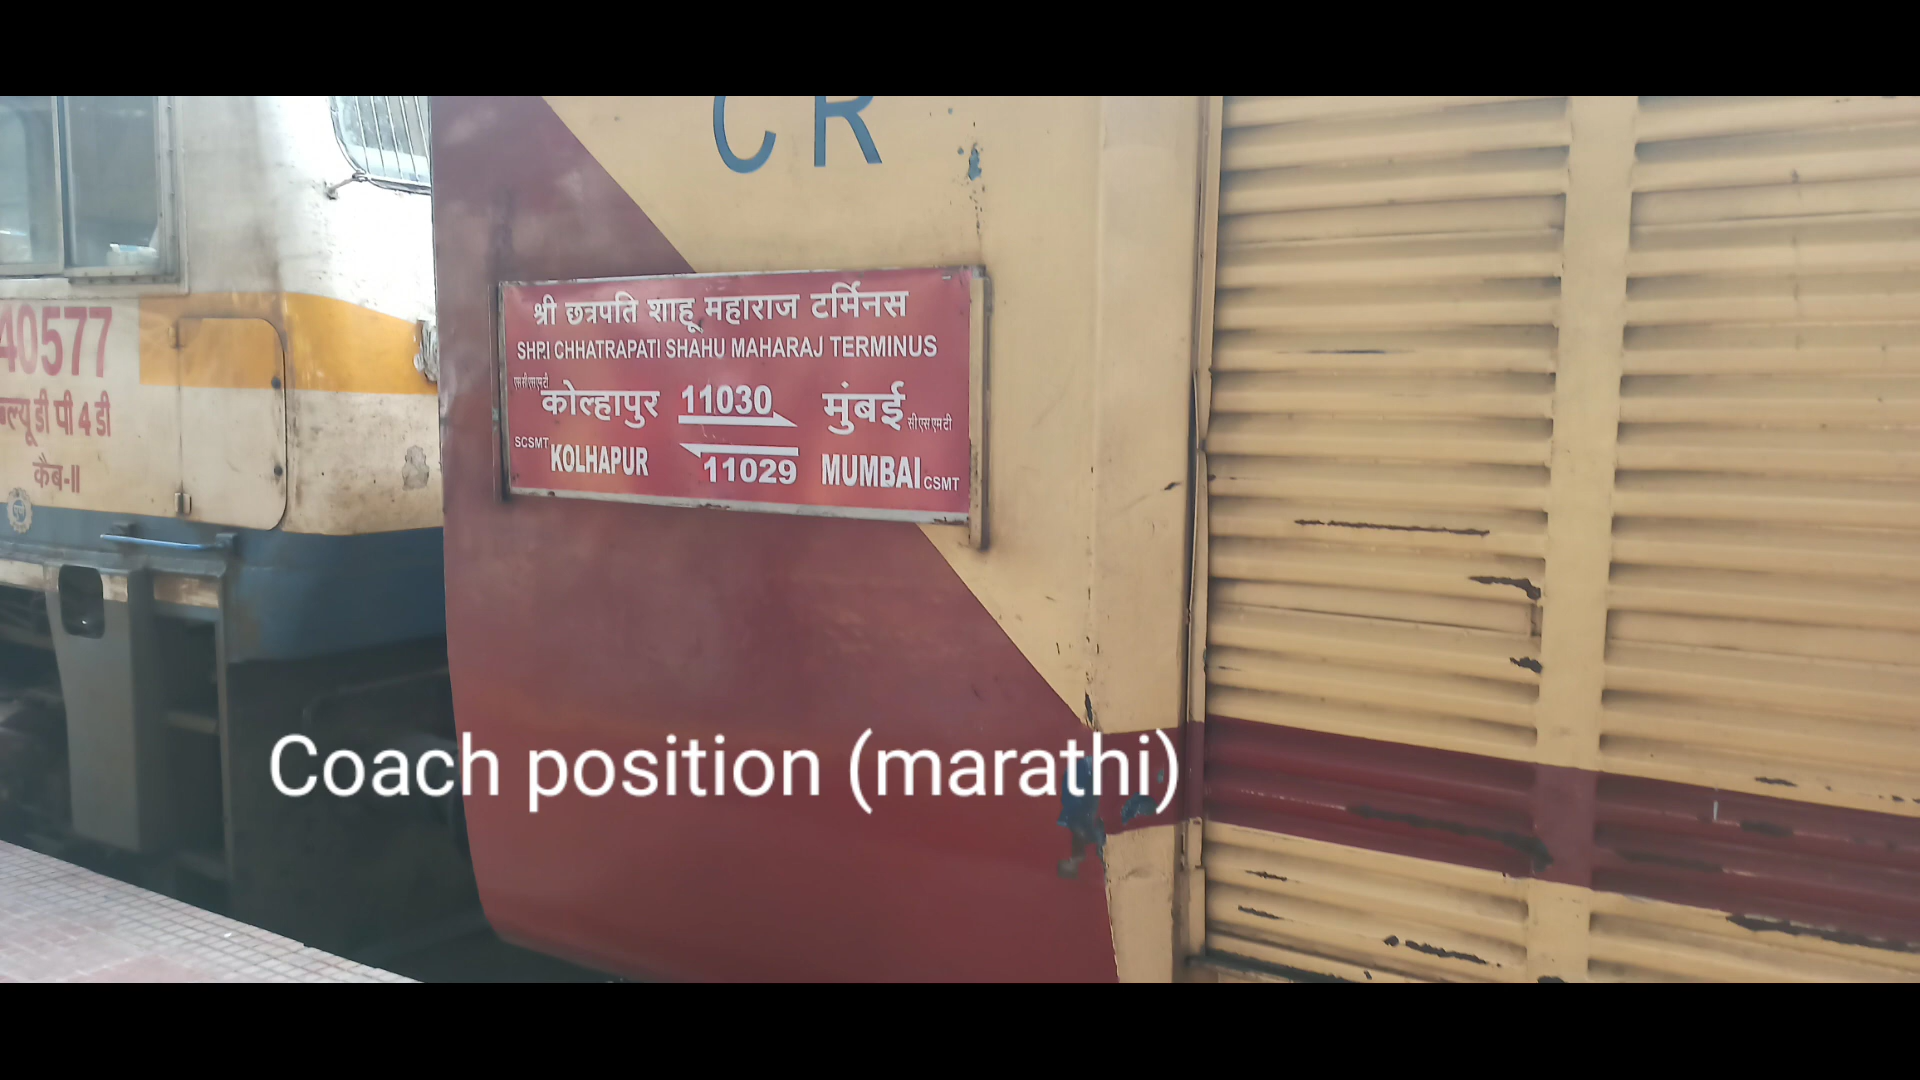 C R
40577
डी पी 4 डी
कैब-II
श्री छत्रपति शाहू महाराज टर्मिनस
SHRI CHHATRAPATI SHAHU MAHARAJ TERMINUS
एससीएसएमटी कोल्हापुर 11030 मुंबई सीएसएमटी
SCSMT KOLHAPUR 11029 MUMBAI CSMT
Coach position (marathi)